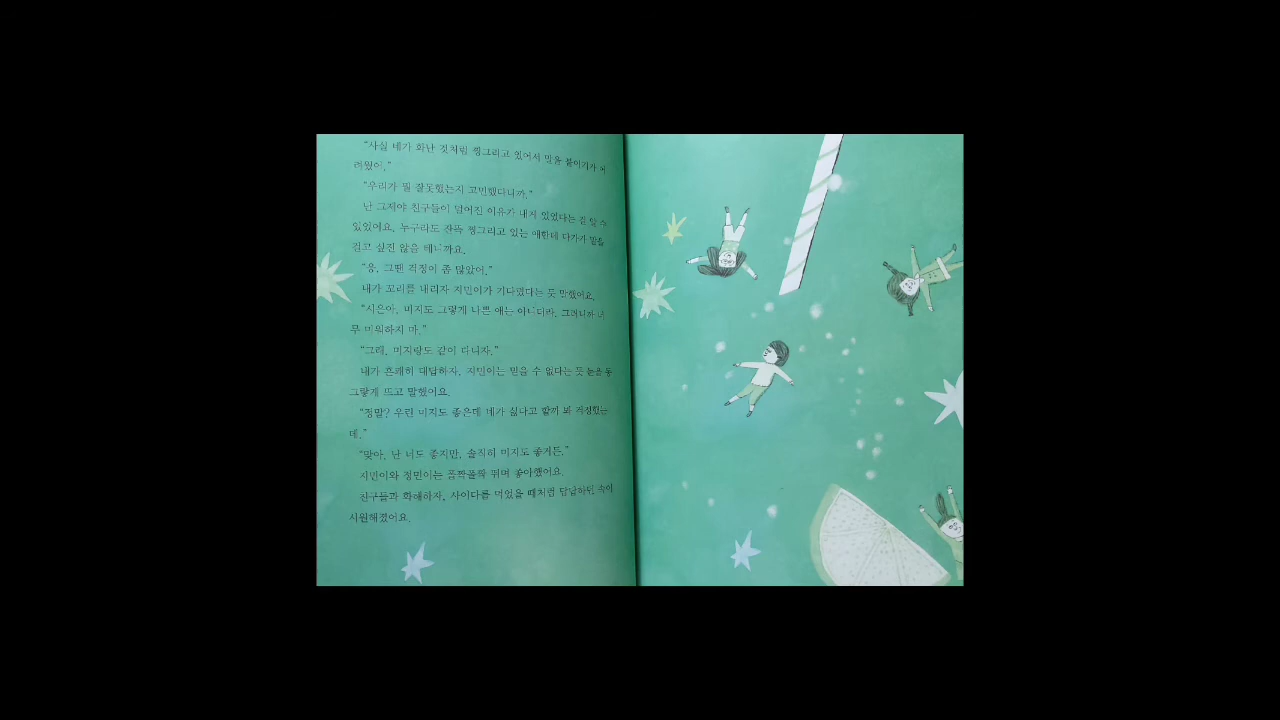 "사실 네가 화난 것처럼 찡그리고 있어서 말을 붙이기가 어
려웠어."
"우리가 뭘 잘못했는지 고민했다니까."
난 그제야 친구들이 멀어진 이유가 내게 있었다는 걸 알 수
있었어요. 누구라도 잔뜩 찡그리고 있는 애한테 다가가 말을
걸고 싶진 않을 테니까요.
"응, 그땐 걱정이 좀 많았어."
내가 꼬리를 내리자 지민이가 기다렸다는 듯 말했어요.
"시은아, 미지도 그렇게 나쁜 애는 아니더라. 그러니까 너
무 미워하지 마."
"그래, 미지랑도 같이 다니자."
내가 흔쾌히 대답하자, 지민이는 믿을 수 없다는 듯 눈을 동
그랗게 뜨고 말했어요.
"정말? 우린 미지도 좋은데 네가 싫다고 할까 봐 걱정했는
데."
"맞아, 난 너도 좋지만, 솔직히 미지도 좋거든."
지민이와 정민이는 폴짝폴짝 뛰며 좋아했어요.
친구들과 화해하자, 사이다를 먹었을 때처럼 답답하던 속이
시원해졌어요.